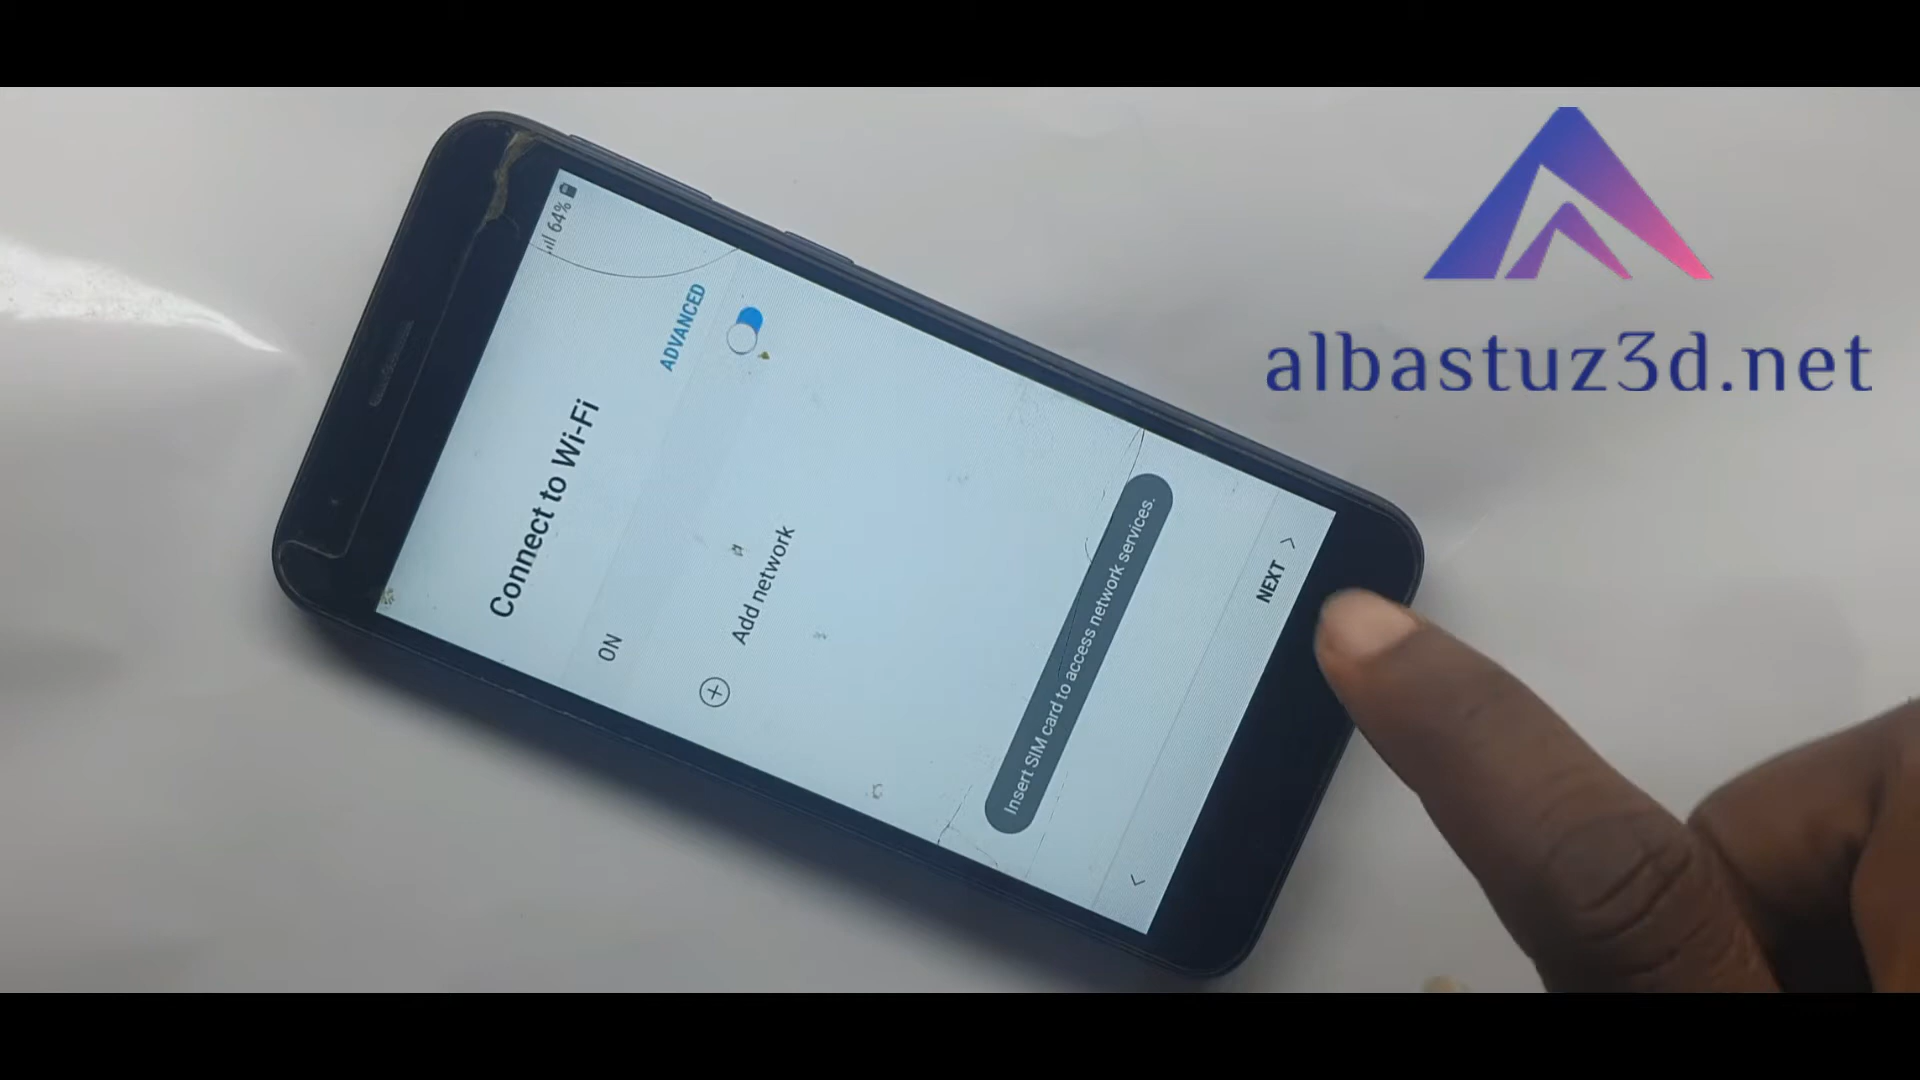 64%
Connect to Wi-Fi
ADVANCED
ON
Add network
Insert SIM card to access network services.
NEXT
albastuz3d.net